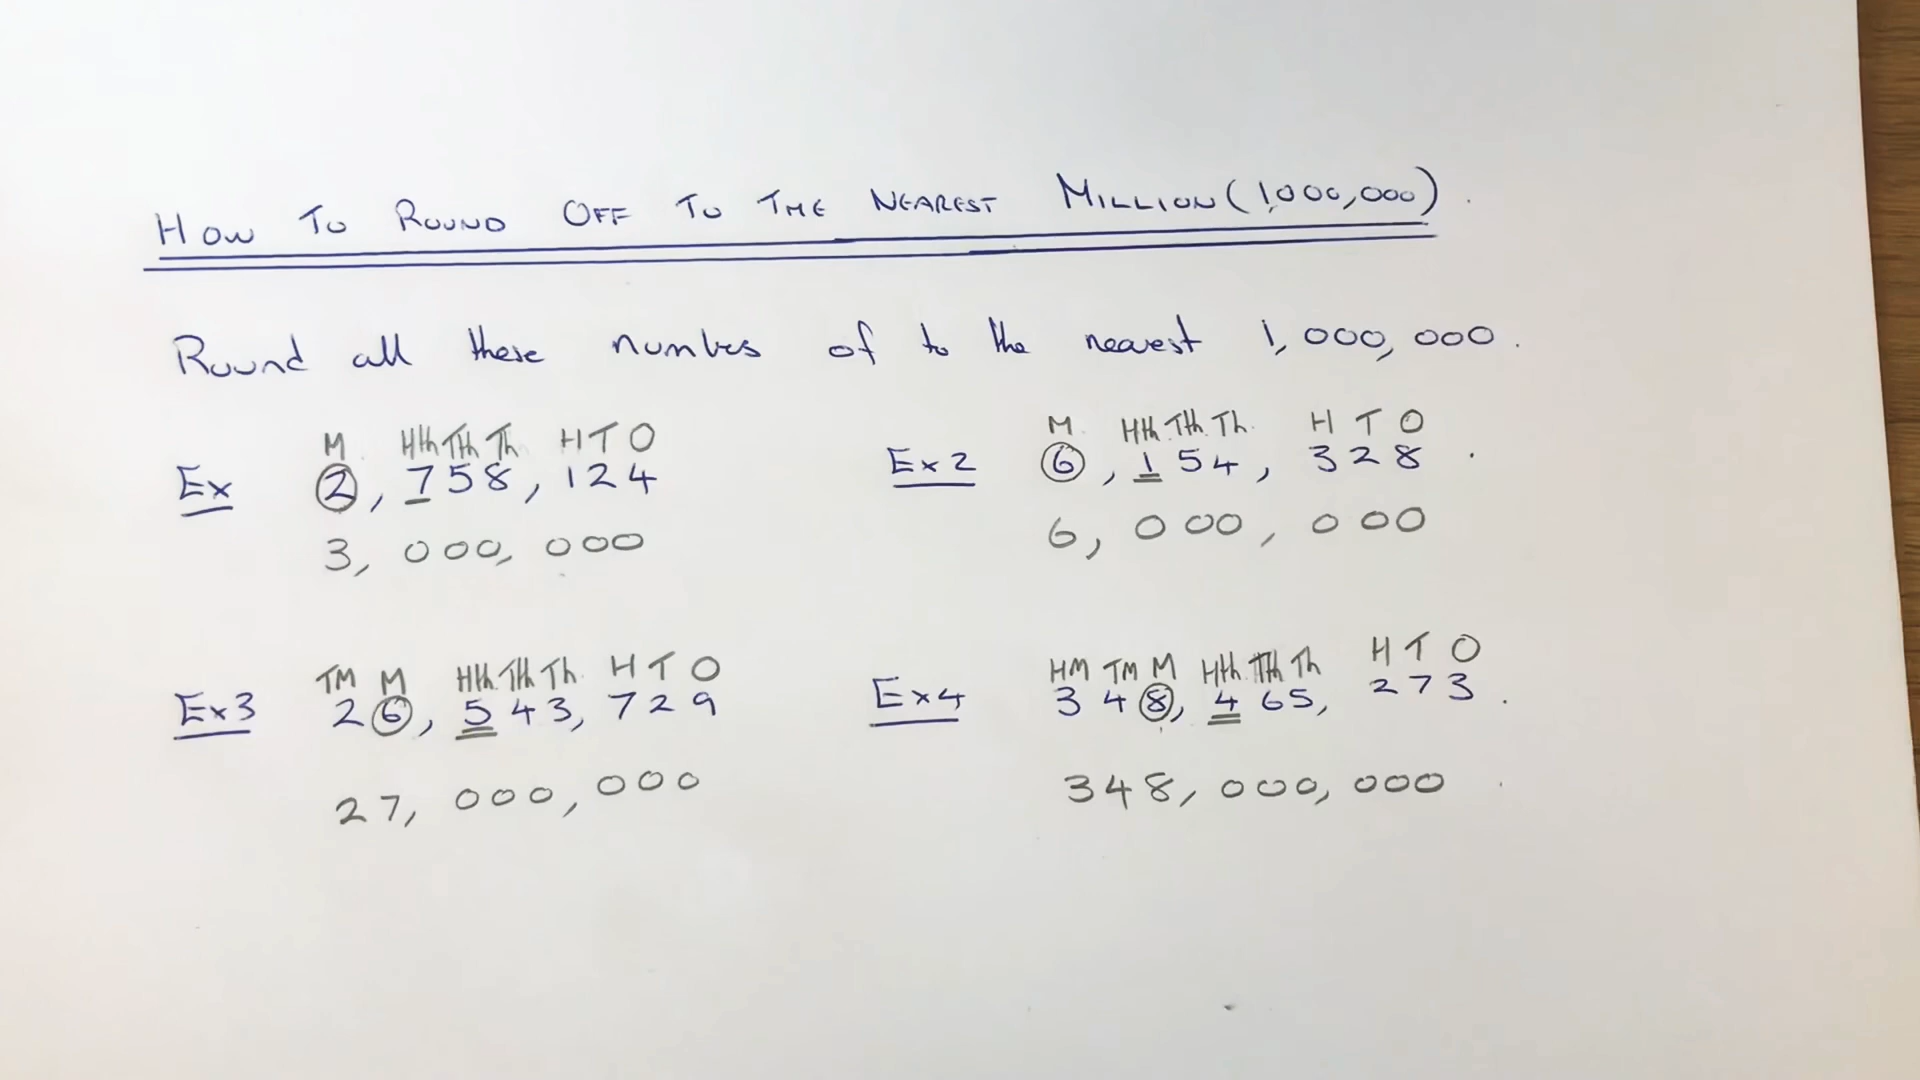 HOW TO ROUND OFF TO THE NEAREST MILLION (1,000,000).
Round all these numbers of to the nearest 1,000,000.
M Hth Tth Th H T O
Ex 2,758,124
3,000,000
M Hth Tth Th H T O
Ex2 6,154,328.
6,000,000
TM M Hth Tth Th H T O
Ex3 26,543,729
27,000,000
HM TM M Hth Tth Th H T O
Ex4 348,465,273.
348,000,000